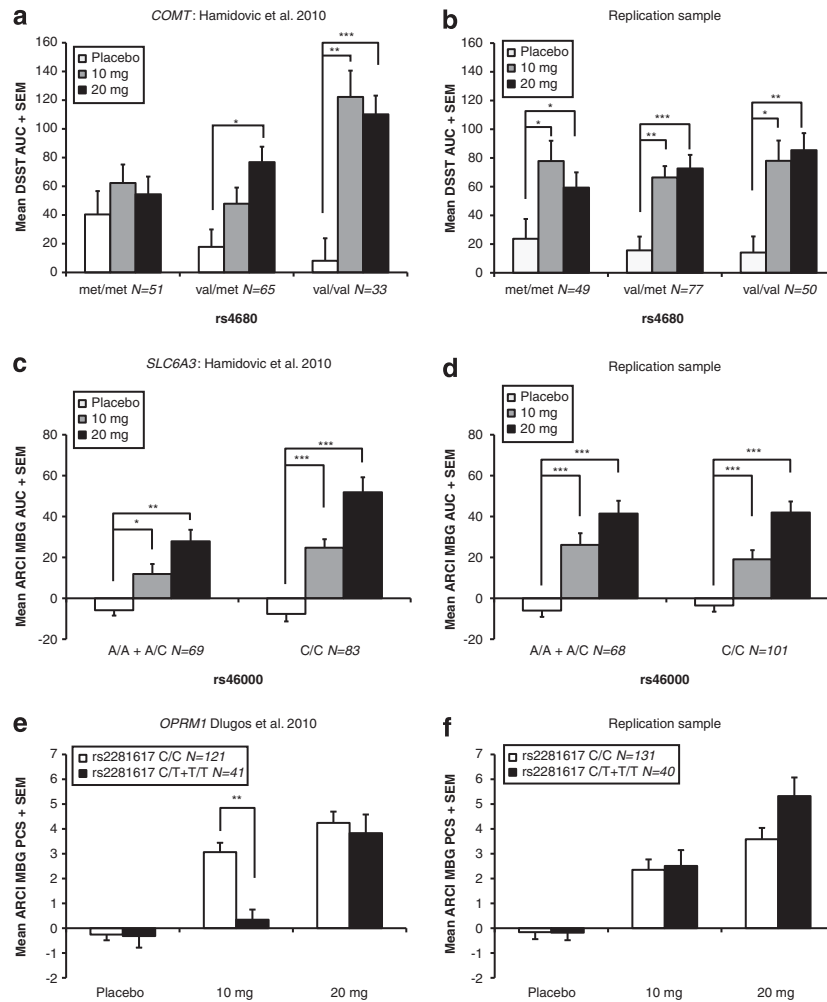 a
COMT: Hamidovic et al. 2010
Mean DSST AUC + SEM
160
140
120
100
80
60
40
20
0
Placebo
10 mg
20 mg
*
**
***
met/met N=51
val/met N=65
val/val N=33
rs4680
b
Replication sample
Mean DSST AUC + SEM
160
140
120
100
80
60
40
20
0
Placebo
10 mg
20 mg
*
*
**
***
*
**
met/met N=49
val/met N=77
val/val N=50
rs4680
c
SLC6A3: Hamidovic et al. 2010
Mean ARCI MBG AUC + SEM
80
60
40
20
0
-20
Placebo
10 mg
20 mg
*
**
***
***
A/A + A/C N=69
C/C N=83
rs46000
d
Replication sample
Mean ARCI MBG AUC + SEM
80
60
40
20
0
-20
Placebo
10 mg
20 mg
***
***
***
***
A/A + A/C N=68
C/C N=101
rs46000
e
OPRM1 Dlugos et al. 2010
Mean ARCI MBG PCS + SEM
7
6
5
4
3
2
1
0
-1
-2
rs2281617 C/C N=121
rs2281617 C/T+T/T N=41
**
Placebo
10 mg
20 mg
f
Replication sample
Mean ARCI MBG PCS + SEM
7
6
5
4
3
2
1
0
-1
-2
rs2281617 C/C N=131
rs2281617 C/T+T/T N=40
Placebo
10 mg
20 mg